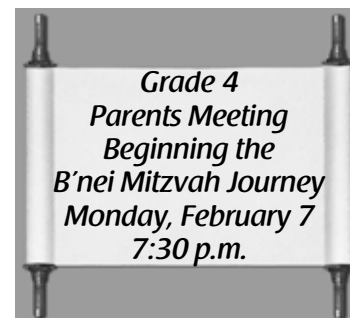 Grade 4
Parents Meeting
Beginning the
B'nei Mitzvah Journey
Monday, February 7
7:30 p.m.